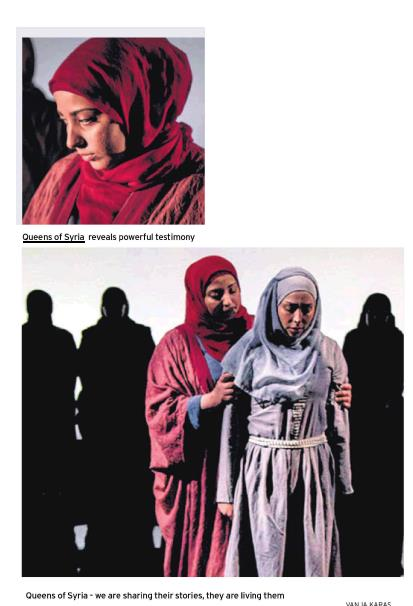 Queens of Syria reveals powerful testimony
Queens of Syria - we are sharing their stories, they are living them
VANJA KARAS